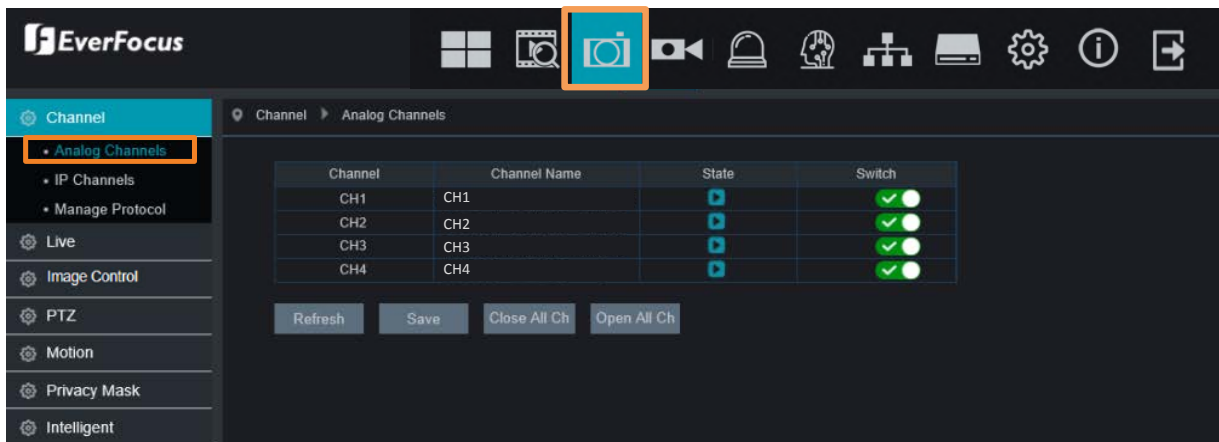 EverFocus
Channel
Analog Channels
IP Channels
Manage Protocol
Live
Image Control
PTZ
Motion
Privacy Mask
Intelligent
Channel Analog Channels
Channel Channel Name State Switch
CH1 CH1
CH2 CH2
CH3 CH3
CH4 CH4
Refresh Save Close All Ch Open All Ch